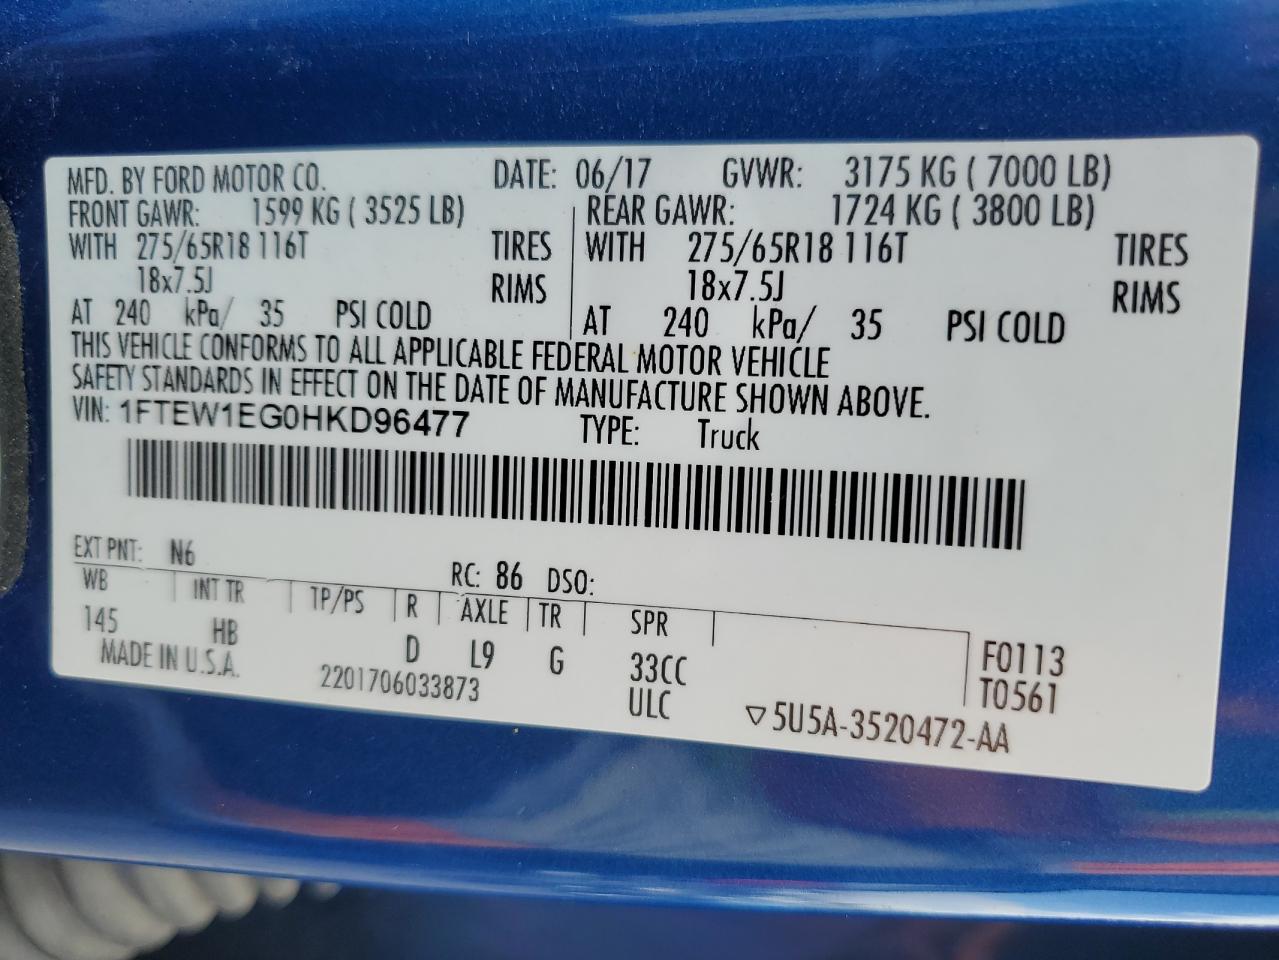 MFD. BY FORD MOTOR CO. DATE: 06/17 GVWR: 3175 KG ( 7000 LB)
FRONT GAWR: 1599 KG ( 3525 LB) REAR GAWR: 1724 KG ( 3800 LB)
WITH 275/65R18 116T TIRES WITH 275/65R18 116T TIRES
18x7.5J RIMS 18x7.5J RIMS
AT 240 kPa/ 35 PSI COLD AT 240 kPa/ 35 PSI COLD
THIS VEHICLE CONFORMS TO ALL APPLICABLE FEDERAL MOTOR VEHICLE
SAFETY STANDARDS IN EFFECT ON THE DATE OF MANUFACTURE SHOWN ABOVE.
VIN: 1FTEW1EG0HKD96477 TYPE: Truck
EXT PNT: N6 RC: 86 DSO:
WB INT TR TP/PS R AXLE TR SPR
145 HB D L9 G 33CC F0113
MADE IN U.S.A. 2201706033873 ULC T0561
▽5U5A-3520472-AA